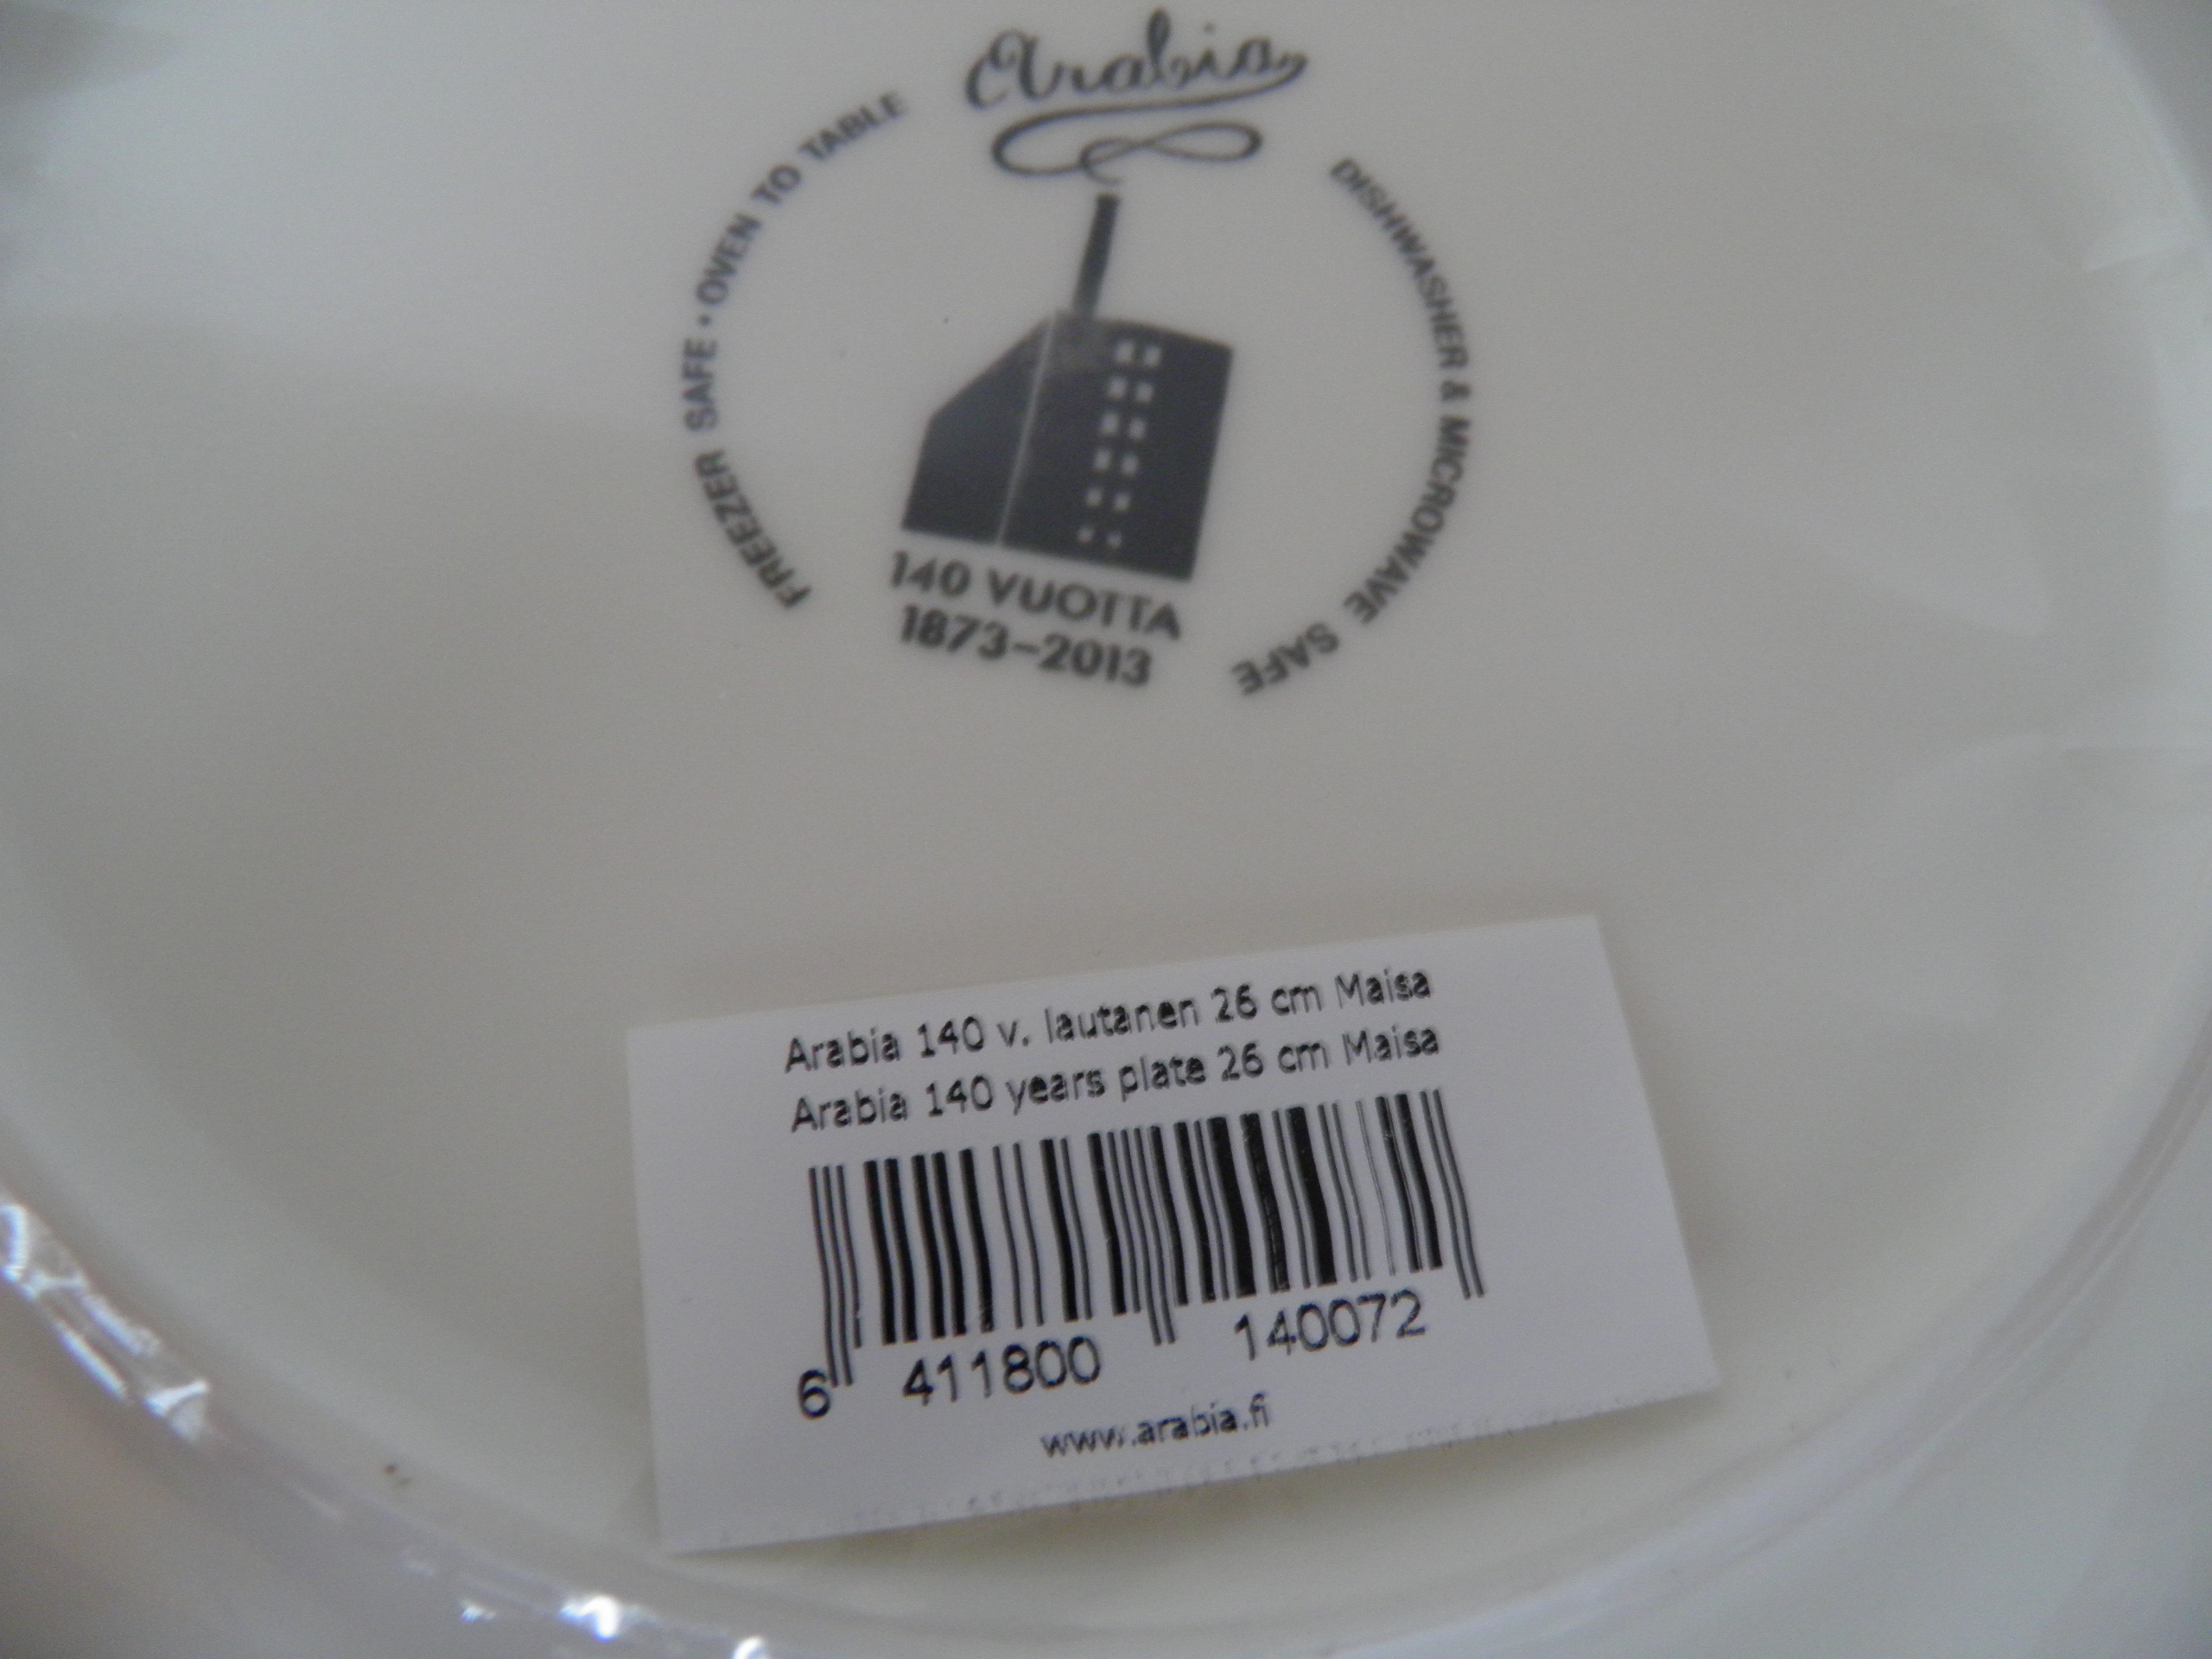 Arabia
FREEZER SAFE • OVEN TO TABLE
DISHWASHER & MICROWAVE SAFE
140 VUOTTA
1873-2013
Arabia 140 v. lautanen 26 cm Maisa
Arabia 140 years plate 26 cm Maisa
6 411800 140072
www.arabia.fi